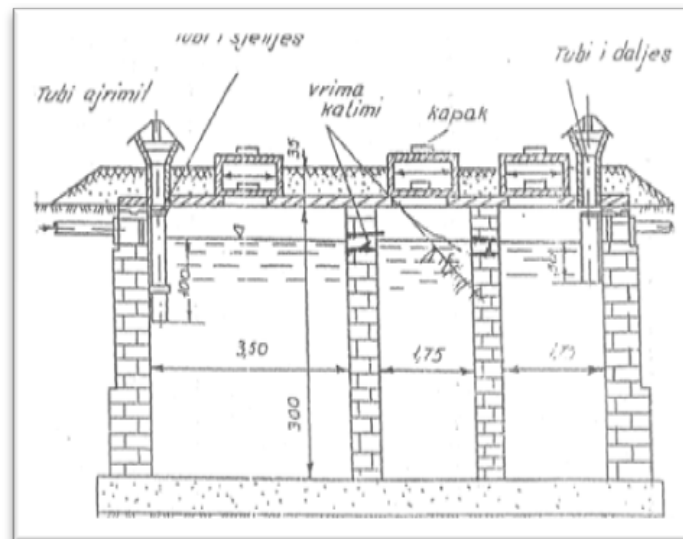 Tubi i sjelljes
Tubi i daljes
Tubi ajrimit
vrima
kalimi
kapak
35
100
3,50
1,75
1,75
300